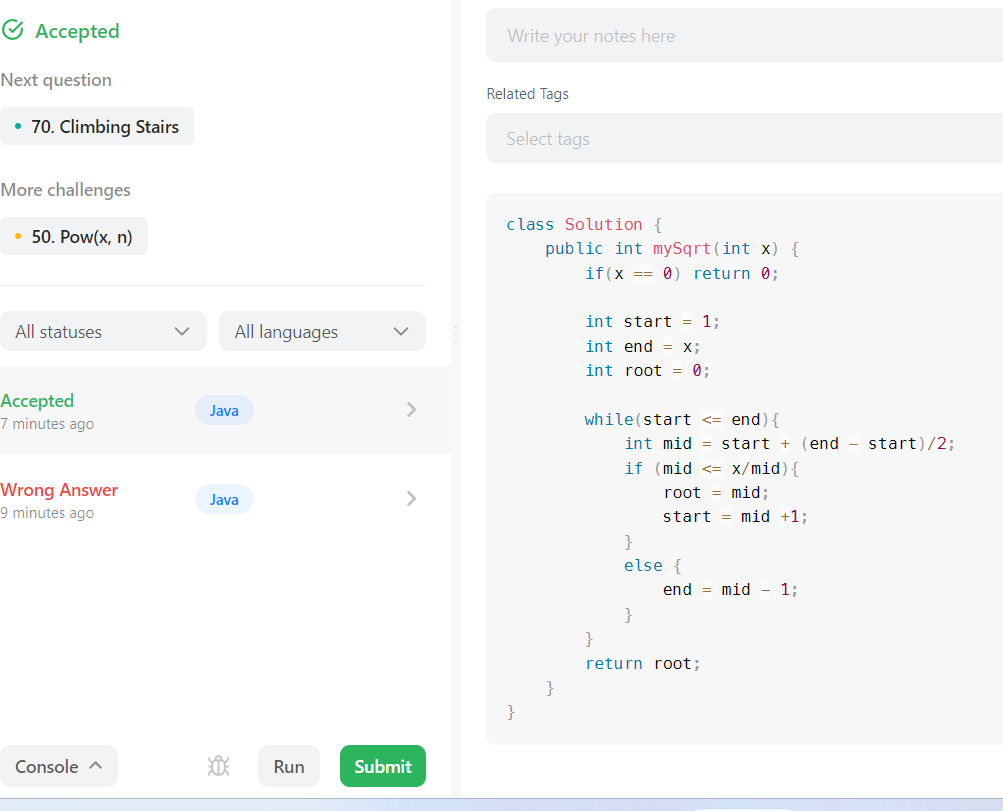 Accepted
Next question
70. Climbing Stairs
More challenges
50. Pow(x, n)
All statuses
All languages
Accepted
7 minutes ago
Java
Wrong Answer
9 minutes ago
Java
Console
Run
Submit
Write your notes here
Related Tags
Select tags
class Solution {
    public int mySqrt(int x) {
        if(x == 0) return 0;

        int start = 1;
        int end = x;
        int root = 0;

        while(start <= end){
            int mid = start + (end - start)/2;
            if (mid <= x/mid){
                root = mid;
                start = mid +1;
            }
            else {
                end = mid - 1;
            }
        }
        return root;
    }
}